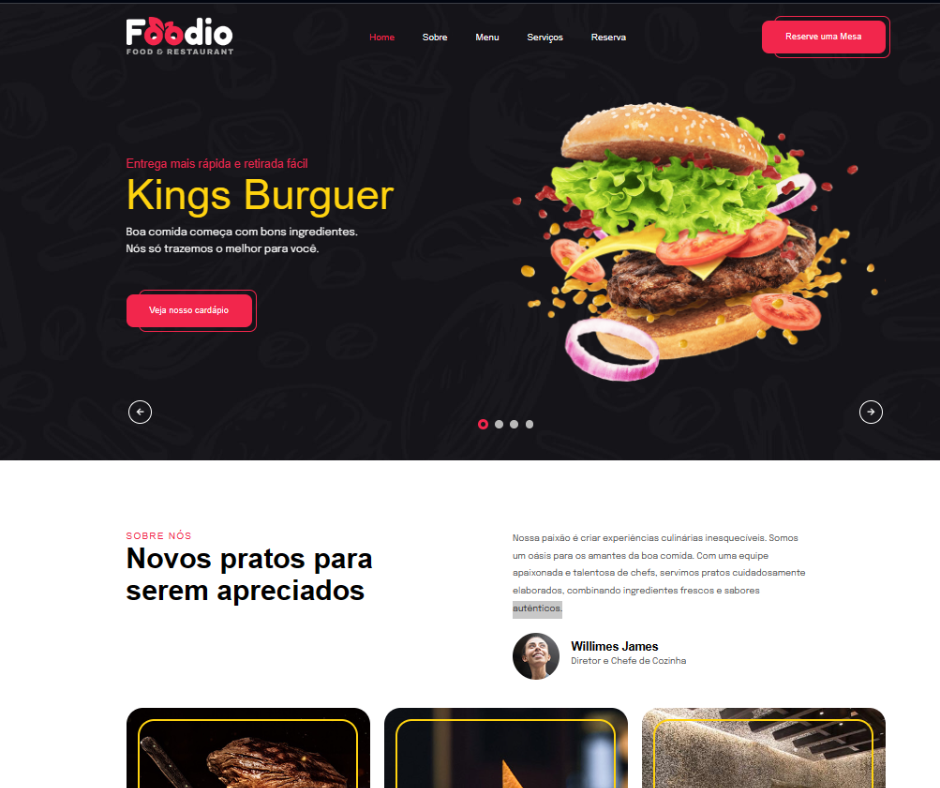 Foodio
FOOD & RESTAURANT
Home
Sobre
Menu
Serviços
Reserva
Reserve uma Mesa
Entrega mais rápida e retirada fácil
Kings Burguer
Boa comida começa com bons ingredientes.
Nós só trazemos o melhor para você.
Veja nosso cardápio
SOBRE NÓS
Novos pratos para
serem apreciados
Nossa paixão é criar experiências culinárias inesquecíveis. Somos
um oásis para os amantes da boa comida. Com uma equipe
apaixonada e talentosa de chefs, servimos pratos cuidadosamente
elaborados, combinando ingredientes frescos e sabores
autênticos.
Willimes James
Diretor e Chefe de Cozinha